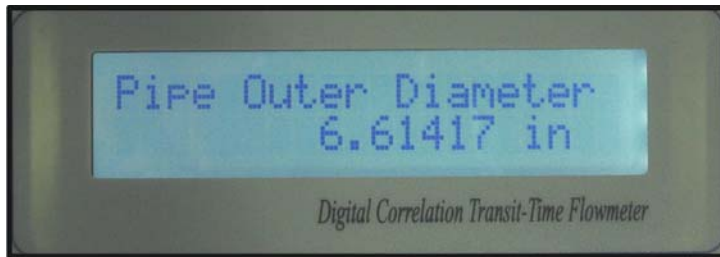 Pipe Outer Diameter
6.61417 in
Digital Correlation Transit-Time Flowmeter